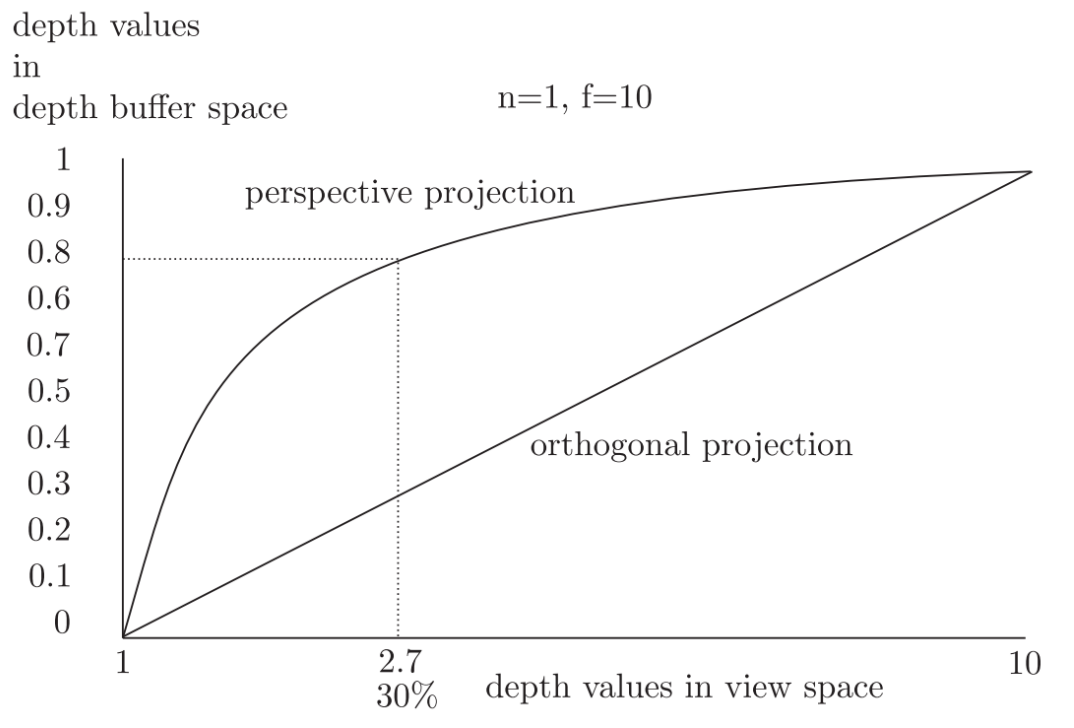 depth values
in
depth buffer space
n=1, f=10
1
perspective projection
0.9
0.8
0.6
0.7
0.5
0.4
orthogonal projection
0.3
0.2
0.1
0
1
2.7
10
30%
depth values in view space